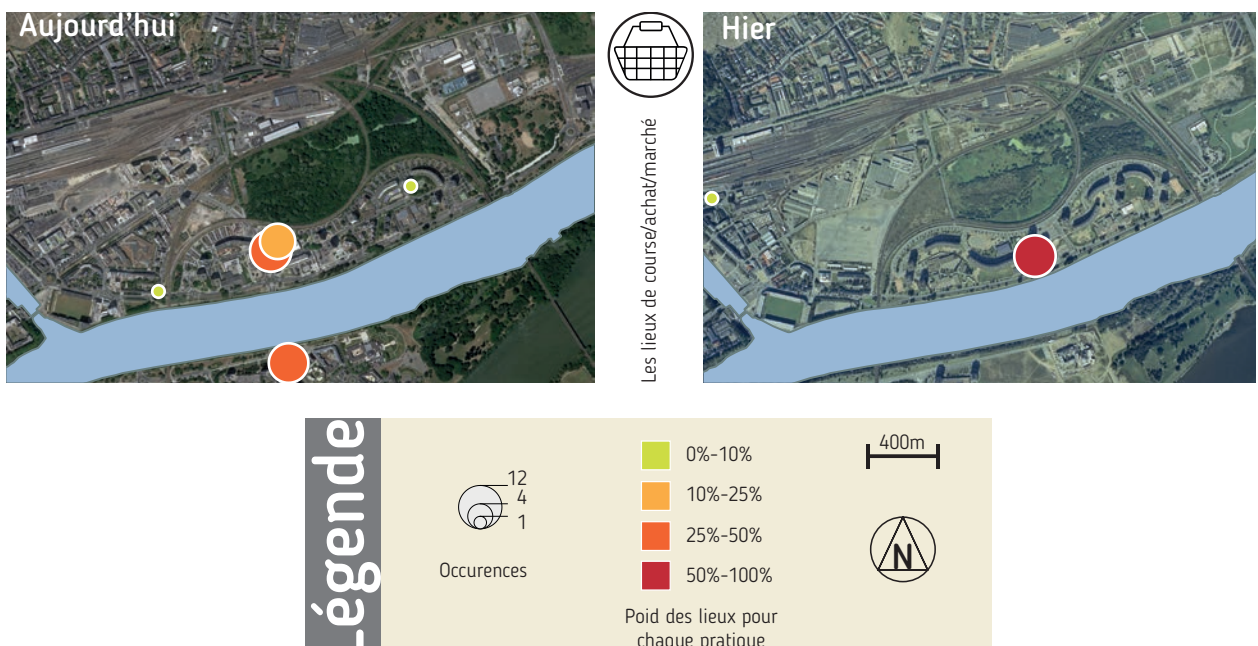 Aujourd'hui
Hier
Les lieux de course/achat/marché
Légende
12
4
1
Occurences
0%-10%
10%-25%
25%-50%
50%-100%
Poid des lieux pour
chaque pratique
400m
N